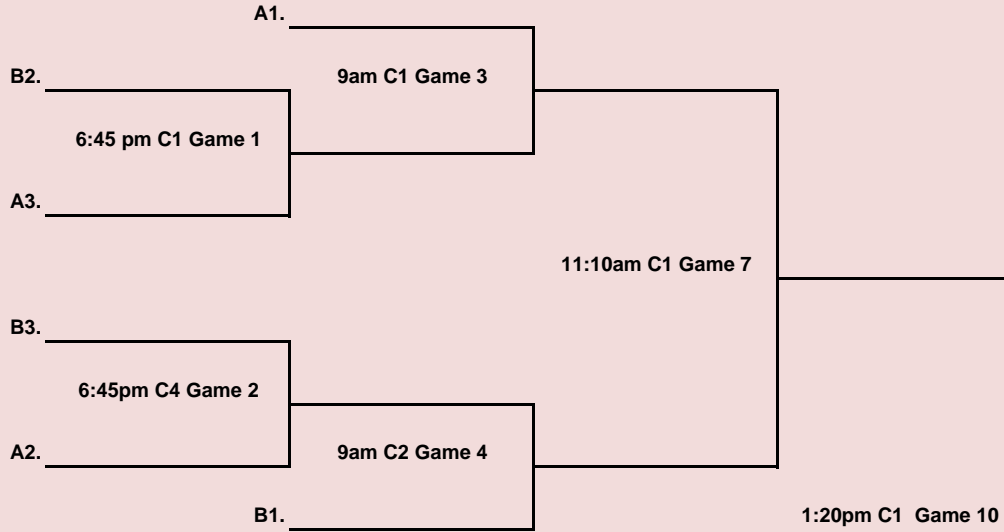 A1.
9am C1 Game 3
B2.
6:45 pm C1 Game 1
A3.
11:10am C1 Game 7
B3.
6:45pm C4 Game 2
A2.
9am C2 Game 4
B1.
1:20pm C1  Game 10